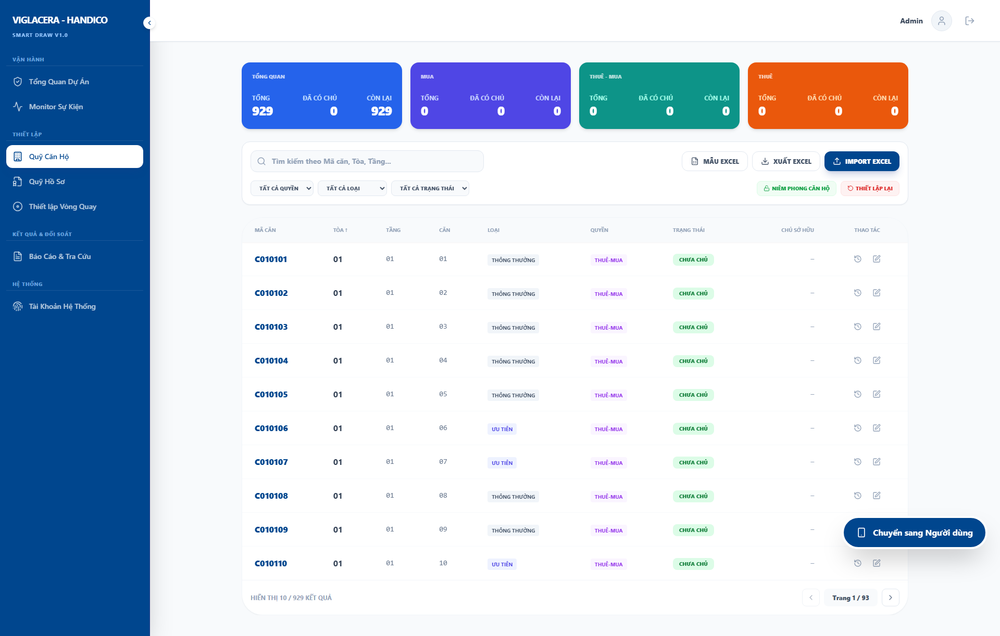 VIGLACERA - HANDICO
SMART DRAW V1.0
VẬN HÀNH
Tổng Quan Dự Án
Monitor Sự Kiện
THIẾT LẬP
Quỹ Căn Hộ
Quỹ Hồ Sơ
Thiết lập Vòng Quay
KẾT QUẢ & ĐỐI SOÁT
Báo Cáo & Tra Cứu
HỆ THỐNG
Tài Khoản Hệ Thống
Admin
TỔNG QUAN
TỔNG ĐÃ CÓ CHỦ CÒN LẠI
929 0 929
MUA
TỔNG ĐÃ CÓ CHỦ CÒN LẠI
0 0 0
THUÊ - MUA
TỔNG ĐÃ CÓ CHỦ CÒN LẠI
0 0 0
THUÊ
TỔNG ĐÃ CÓ CHỦ CÒN LẠI
0 0 0
Tìm kiếm theo Mã căn, Tòa, Tầng...
MẪU EXCEL XUẤT EXCEL IMPORT EXCEL
TẤT CẢ QUYỀN TẤT CẢ LOẠI TẤT CẢ TRẠNG THÁI
NIÊM PHONG CĂN HỘ THIẾT LẬP LẠI
MÃ CĂN TÒA ↑ TẦNG CĂN LOẠI QUYỀN TRẠNG THÁI CHỦ SỞ HỮU THAO TÁC
C010101 01 01 01 THÔNG THƯỜNG THUÊ-MUA CHƯA CHỦ –
C010102 01 01 02 THÔNG THƯỜNG THUÊ-MUA CHƯA CHỦ –
C010103 01 01 03 THÔNG THƯỜNG THUÊ-MUA CHƯA CHỦ –
C010104 01 01 04 THÔNG THƯỜNG THUÊ-MUA CHƯA CHỦ –
C010105 01 01 05 THÔNG THƯỜNG THUÊ-MUA CHƯA CHỦ –
C010106 01 01 06 ƯU TIÊN THUÊ-MUA CHƯA CHỦ –
C010107 01 01 07 ƯU TIÊN THUÊ-MUA CHƯA CHỦ –
C010108 01 01 08 THÔNG THƯỜNG THUÊ-MUA CHƯA CHỦ –
C010109 01 01 09 THÔNG THƯỜNG THUÊ-MUA CHƯA CHỦ –
C010110 01 01 10 ƯU TIÊN THUÊ-MUA CHƯA CHỦ –
Chuyển sang Người dùng
HIỂN THỊ 10 / 929 KẾT QUẢ
Trang 1 / 93